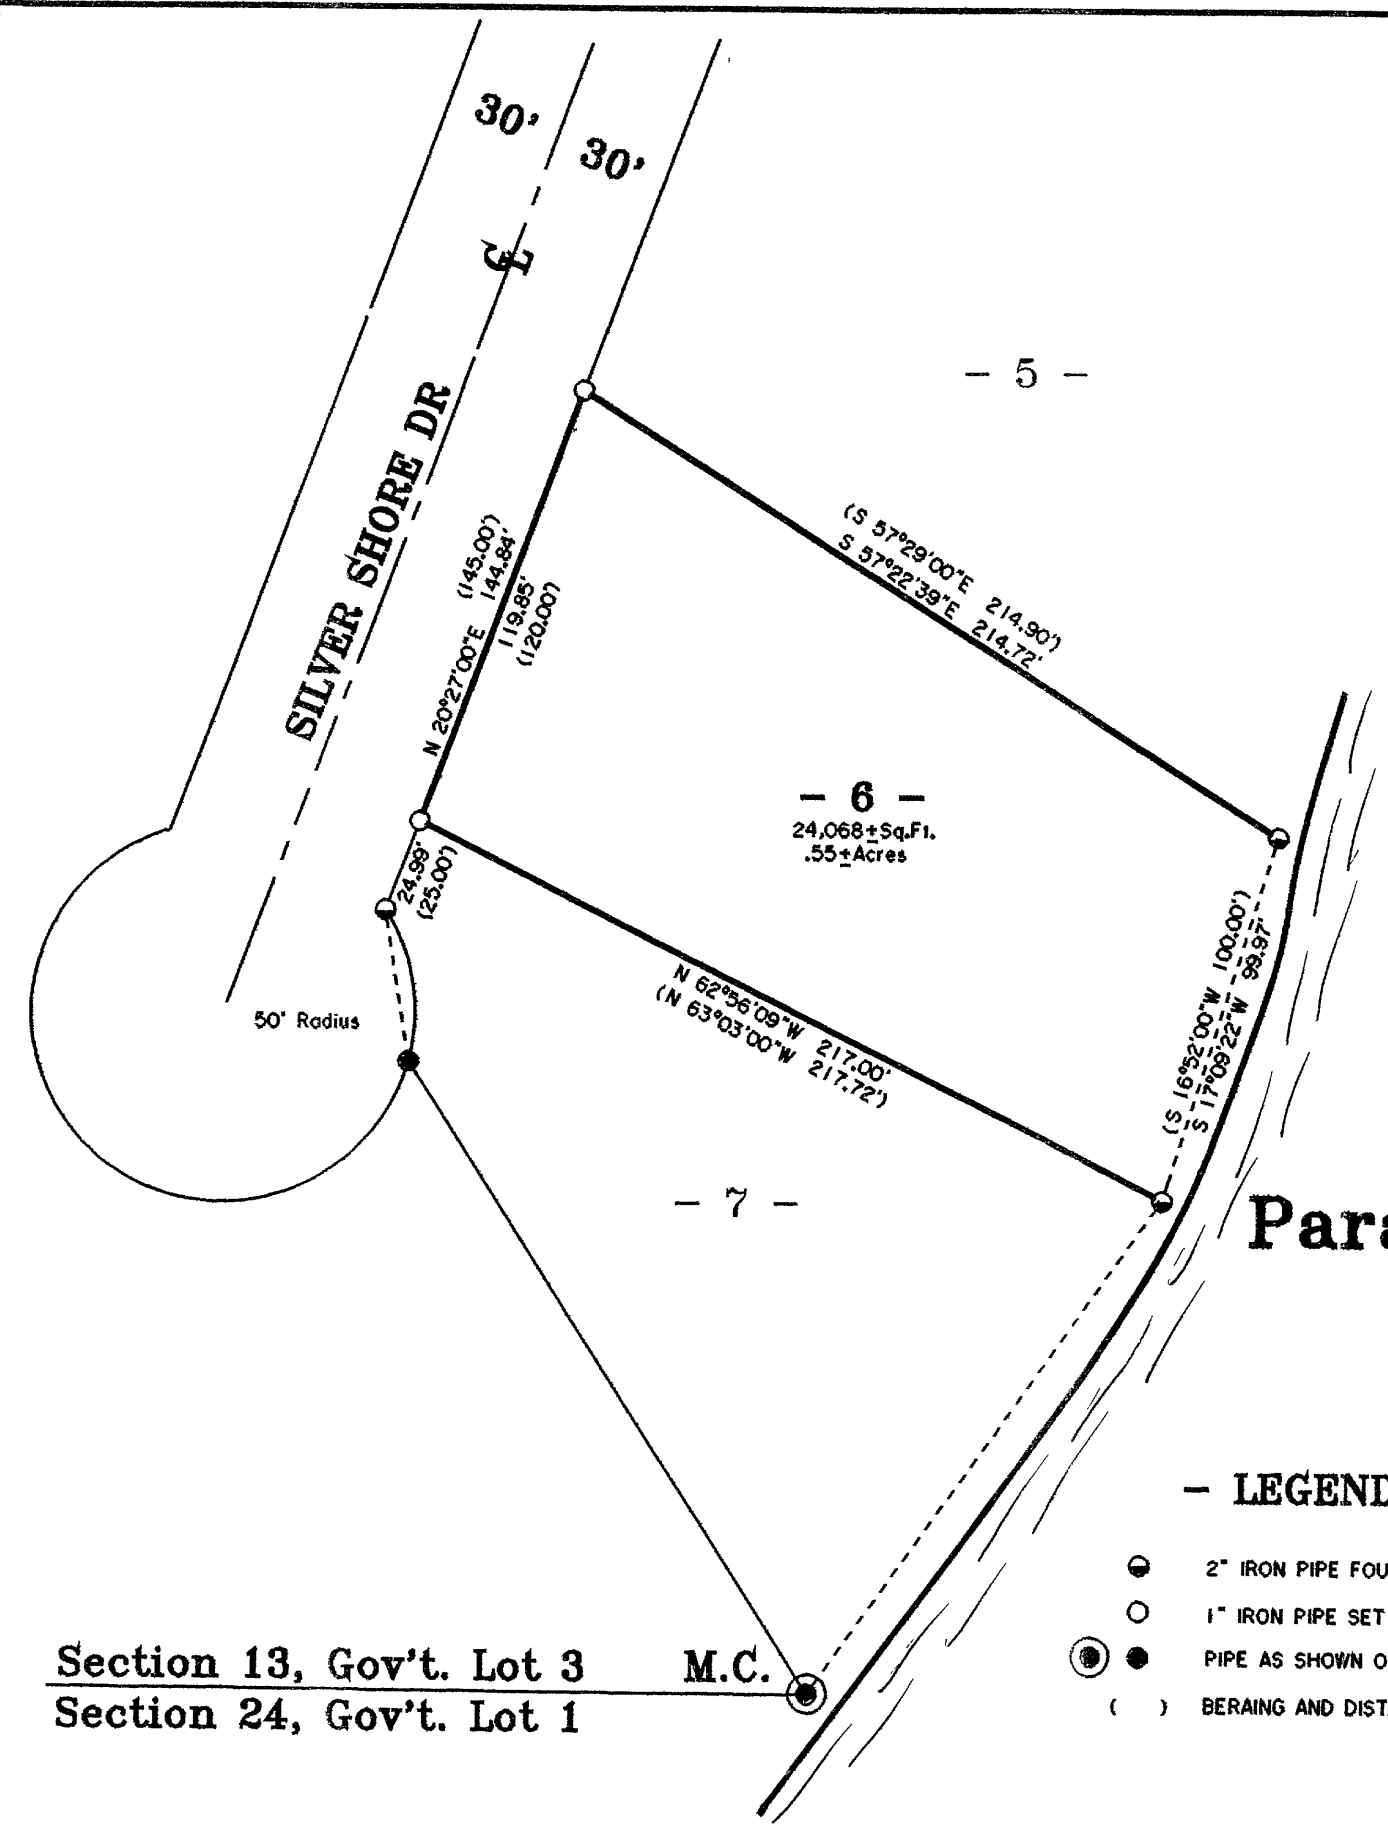 30'
30'
℄
SILVER SHORE DR
- 5 -
(S 57°29'00"E 214.90')
S 57°22'39"E 214.72'
(145.00')
144.84'
N 20°27'00"E 119.85'
(120.00')
- 6 -
24,068±Sq.Ft.
.55±Acres
24.99'
(25.00')
(S 16°52'00"W 100.00')
S 17°09'22"W 99.97'
N 62°56'09"W 217.00'
(N 63°03'00"W 217.72')
50' Radius
- 7 -
Para
- LEGEND
2" IRON PIPE FOU
1" IRON PIPE SET
PIPE AS SHOWN O
( ) BERAING AND DIST
Section 13, Gov't. Lot 3 M.C.
Section 24, Gov't. Lot 1